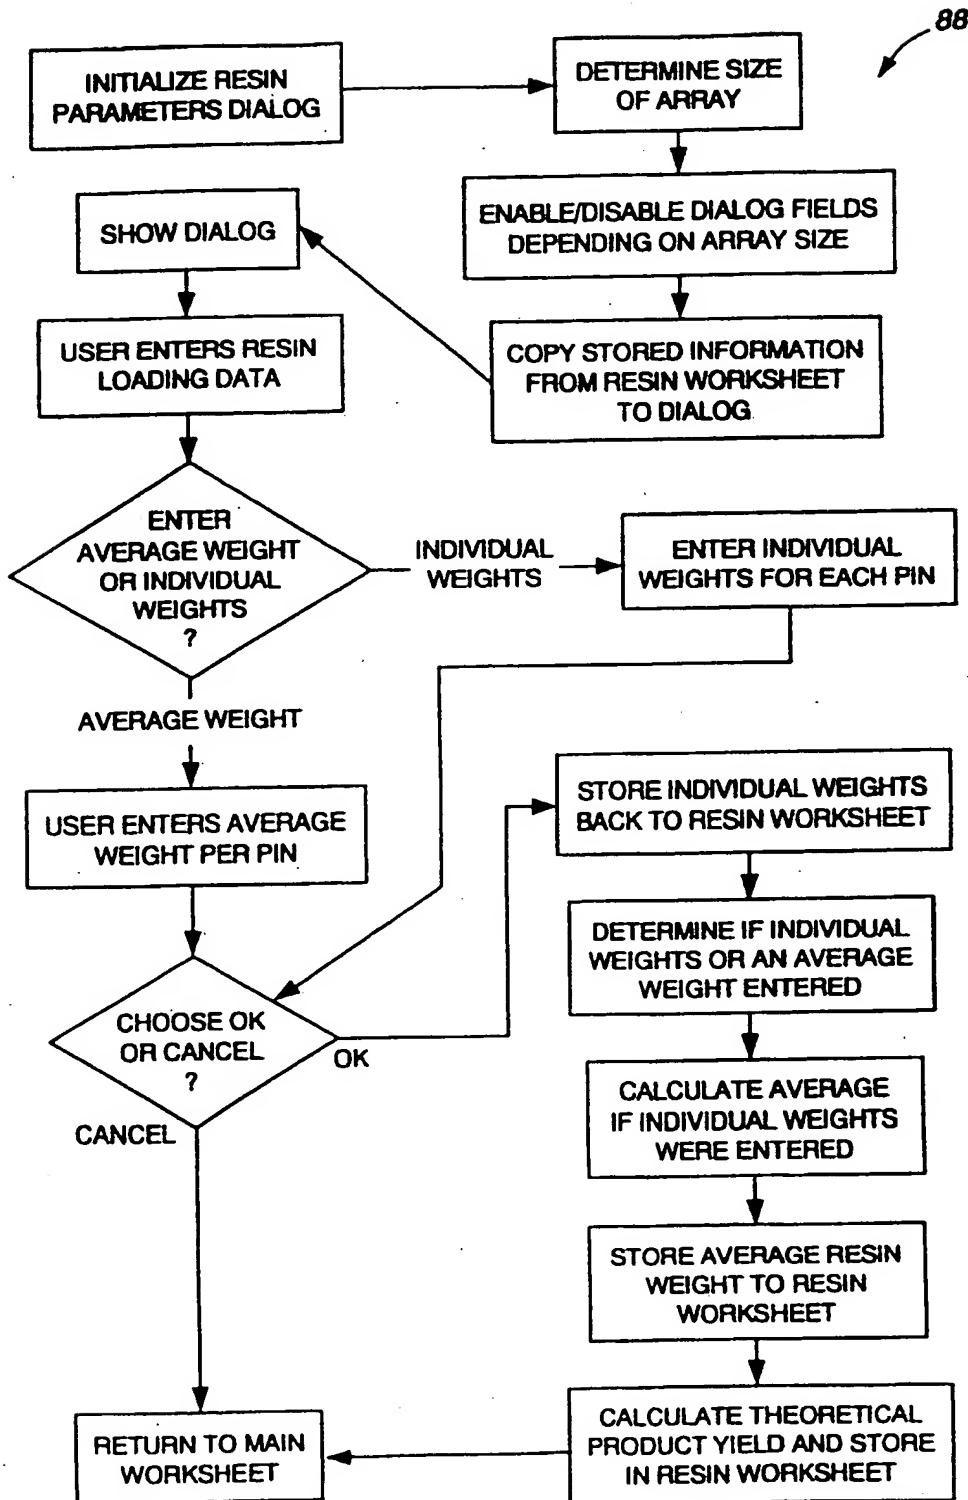 88
INITIALIZE RESIN
PARAMETERS DIALOG
DETERMINE SIZE
OF ARRAY
ENABLE/DISABLE DIALOG FIELDS
DEPENDING ON ARRAY SIZE
SHOW DIALOG
COPY STORED INFORMATION
FROM RESIN WORKSHEET
TO DIALOG
USER ENTERS RESIN
LOADING DATA
ENTER
AVERAGE WEIGHT
OR INDIVIDUAL
WEIGHTS
?
INDIVIDUAL
WEIGHTS
ENTER INDIVIDUAL
WEIGHTS FOR EACH PIN
AVERAGE WEIGHT
USER ENTERS AVERAGE
WEIGHT PER PIN
CHOOSE OK
OR CANCEL
?
OK
CANCEL
STORE INDIVIDUAL WEIGHTS
BACK TO RESIN WORKSHEET
DETERMINE IF INDIVIDUAL
WEIGHTS OR AN AVERAGE
WEIGHT ENTERED
CALCULATE AVERAGE
IF INDIVIDUAL WEIGHTS
WERE ENTERED
STORE AVERAGE RESIN
WEIGHT TO RESIN
WORKSHEET
CALCULATE THEORETICAL
PRODUCT YIELD AND STORE
IN RESIN WORKSHEET
RETURN TO MAIN
WORKSHEET